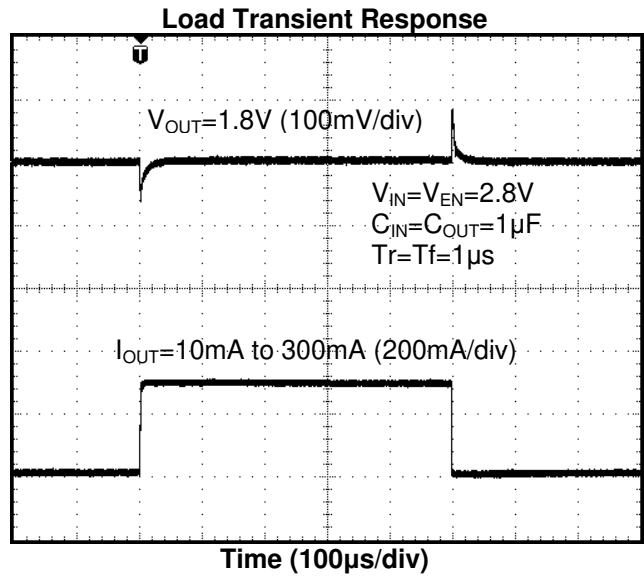 Load Transient Response
T
VOUT=1.8V (100mV/div)
VIN=VEN=2.8V
CIN=COUT=1µF
Tr=Tf=1µs
IOUT=10mA to 300mA (200mA/div)
Time (100µs/div)